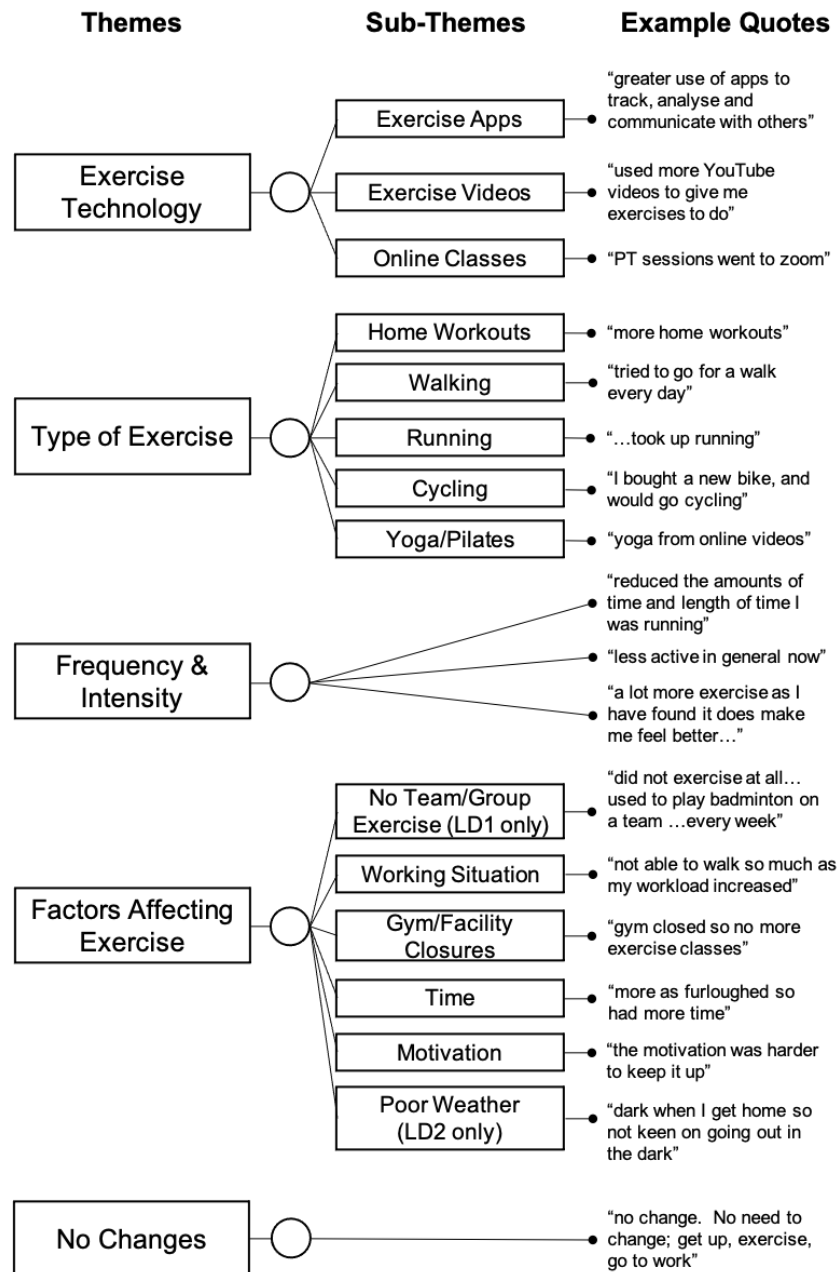 Themes
Sub-Themes
Example Quotes
Exercise
Technology
Exercise Apps
“greater use of apps to
track, analyse and
communicate with others”
Exercise Videos
“used more YouTube
videos to give me
exercises to do”
Online Classes
“PT sessions went to zoom”
Type of Exercise
Home Workouts
“more home workouts”
Walking
“tried to go for a walk
every day”
Running
“…took up running”
Cycling
“I bought a new bike, and
would go cycling”
Yoga/Pilates
“yoga from online videos”
Frequency &
Intensity
“reduced the amounts of
time and length of time I
was running”
“less active in general now”
“a lot more exercise as I
have found it does make
me feel better…”
Factors Affecting
Exercise
No Team/Group
Exercise (LD1 only)
“did not exercise at all…
used to play badminton on
a team …every week”
Working Situation
“not able to walk so much as
my workload increased”
Gym/Facility
Closures
“gym closed so no more
exercise classes”
Time
“more as furloughed so
had more time”
Motivation
“the motivation was harder
to keep it up”
Poor Weather
(LD2 only)
“dark when I get home so
not keen on going out in
the dark”
No Changes
“no change.  No need to
change; get up, exercise,
go to work”